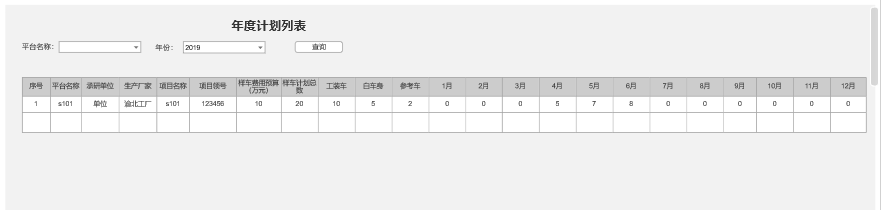 年度计划列表
平台名称： 年份： 2019 查询
序号 平台名称 承研单位 生产厂家 项目名称 项目领号 样车费用预算(万元) 样车计划总数 工装车 白车身 参考车 1月 2月 3月 4月 5月 6月 7月 8月 9月 10月 11月 12月
1 s101 单位 渝北工厂 s101 123456 10 20 10 5 2 0 0 0 5 7 8 0 0 0 0 0 0